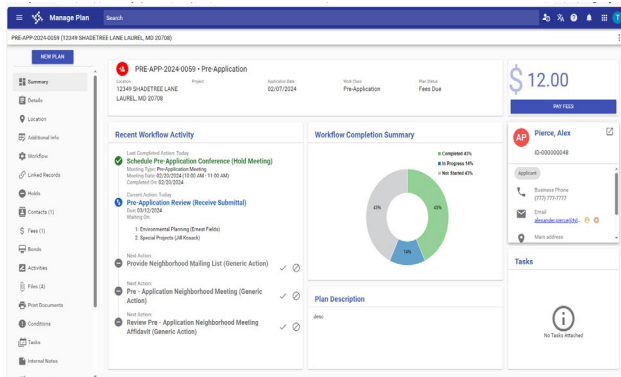 Manage Plan
Search
PRE-APP-2024-0059 (12349 SHADETREE LANE LAUREL, MD 20708)
NEW PLAN
Summary
Details
Location
Additional Info
Workflow
Linked Records
Holds
Contacts (1)
Fees (1)
Bonds
Activities
Files (4)
Print Documents
Conditions
Tasks
Internal Notes
PRE-APP-2024-0059 • Pre-Application
Location
12349 SHADETREE LANE
LAUREL, MD 20708
Project
Application Date
02/07/2024
Work Class
Pre-Application
Plan Status
Fees Due
$ 12.00
PAY FEES
Recent Workflow Activity
Last Completed Action: Today
Schedule Pre-Application Conference (Hold Meeting)
Meeting Type: Pre-Application Meeting
Meeting Date: 02/20/2024 (10:00 AM - 11:00 AM)
Completed On: 02/20/2024
Current Action: Today
Pre-Application Review (Receive Submittal)
Due: 03/12/2024
Waiting On:
1. Environmental Planning (Ernest Fields)
2. Special Projects (Jill Kosack)
Next Action:
Provide Neighborhood Mailing List (Generic Action)
Next Action:
Pre - Application Neighborhood Meeting (Generic
Action)
Next Action:
Review Pre - Application Neighborhood Meeting
Affidavit (Generic Action)
Workflow Completion Summary
Completed 43%
In Progress 14%
Not Started 43%
43%
43%
14%
Plan Description
desc
AP
Pierce, Alex
ID-000000048
Applicant
Business Phone
(777) 777-7777
Email
Main address
Tasks
No Tasks Attached